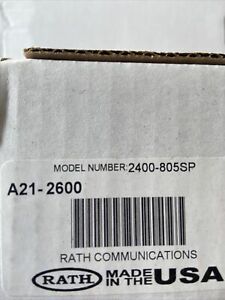 MODEL NUMBER:2400-805SP
A21-2600
RATH COMMUNICATIONS
RATH MADE IN THE USA